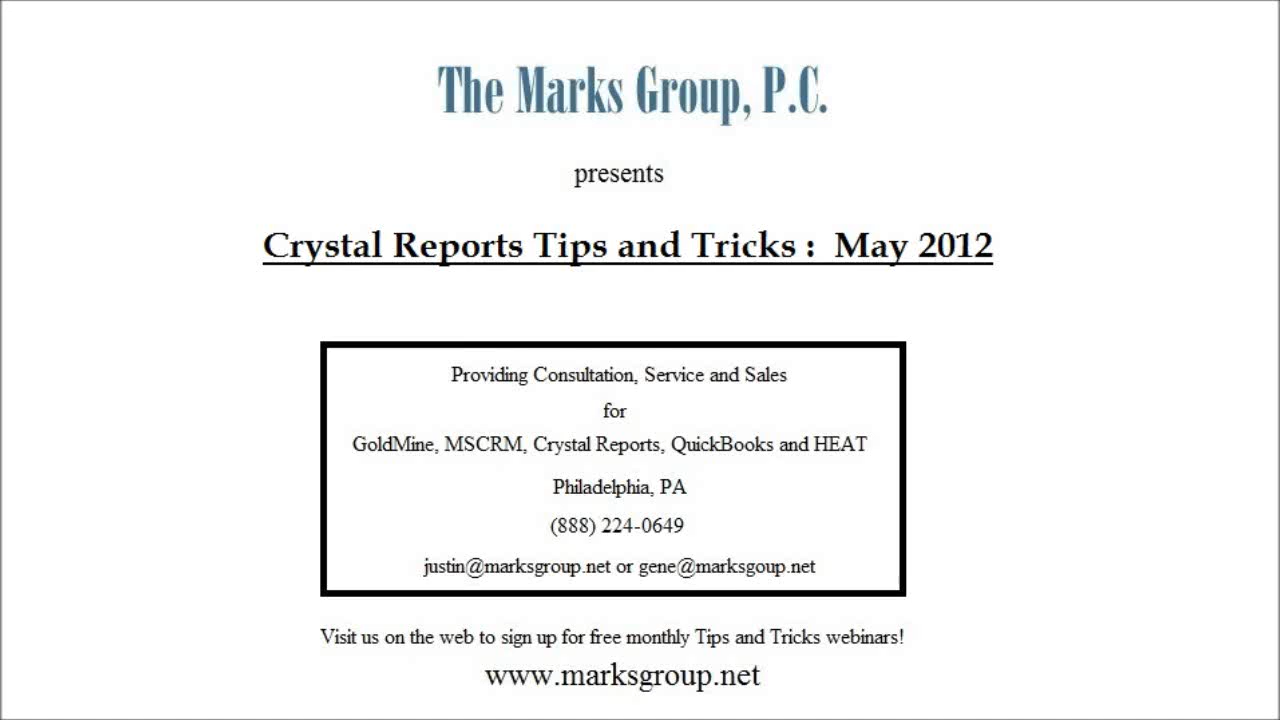 The Marks Group, P.C.
presents
Crystal Reports Tips and Tricks :  May 2012
Providing Consultation, Service and Sales
for
GoldMine, MSCRM, Crystal Reports, QuickBooks and HEAT
Philadelphia, PA
(888) 224-0649
justin@marksgroup.net or gene@marksgoup.net
Visit us on the web to sign up for free monthly Tips and Tricks webinars!
www.marksgroup.net